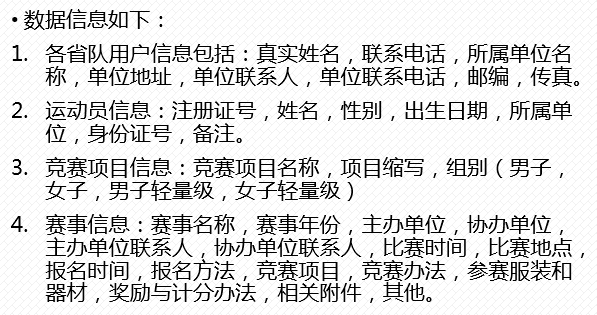 • 数据信息如下：
1. 各省队用户信息包括：真实姓名，联系电话，所属单位名
称，单位地址，单位联系人，单位联系电话，邮编，传真。
2. 运动员信息：注册证号，姓名，性别，出生日期，所属单
位，身份证号，备注。
3. 竞赛项目信息：竞赛项目名称，项目缩写，组别（男子，
女子，男子轻量级，女子轻量级）
4. 赛事信息：赛事名称，赛事年份，主办单位，协办单位，
主办单位联系人，协办单位联系人，比赛时间，比赛地点，
报名时间，报名方法，竞赛项目，竞赛办法，参赛服装和
器材，奖励与计分办法，相关附件，其他。